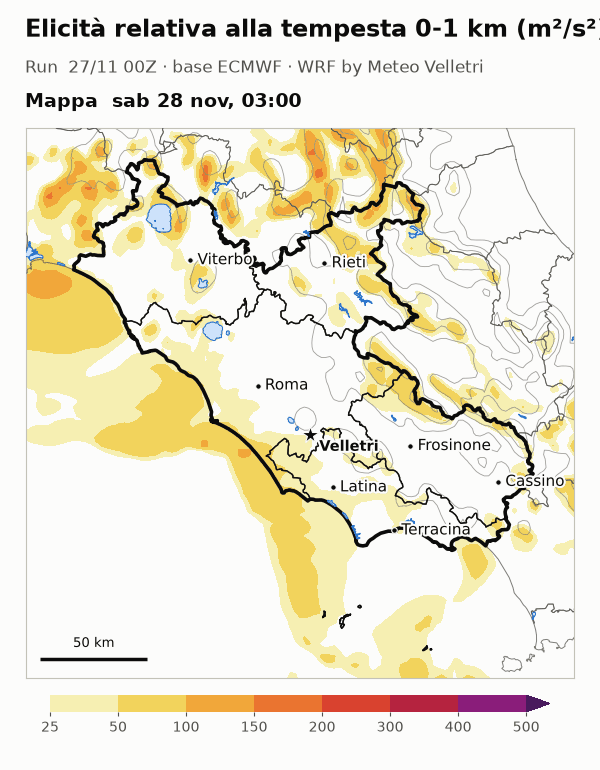 Elicità relativa alla tempesta 0-1 km (m²/s²)
Run 27/11 00Z · base ECMWF · WRF by Meteo Velletri
Mappa sab 28 nov, 03:00
Viterbo
Rieti
Roma
Velletri
Frosinone
Cassino
Latina
Terracina
50 km
25 50 100 150 200 300 400 500